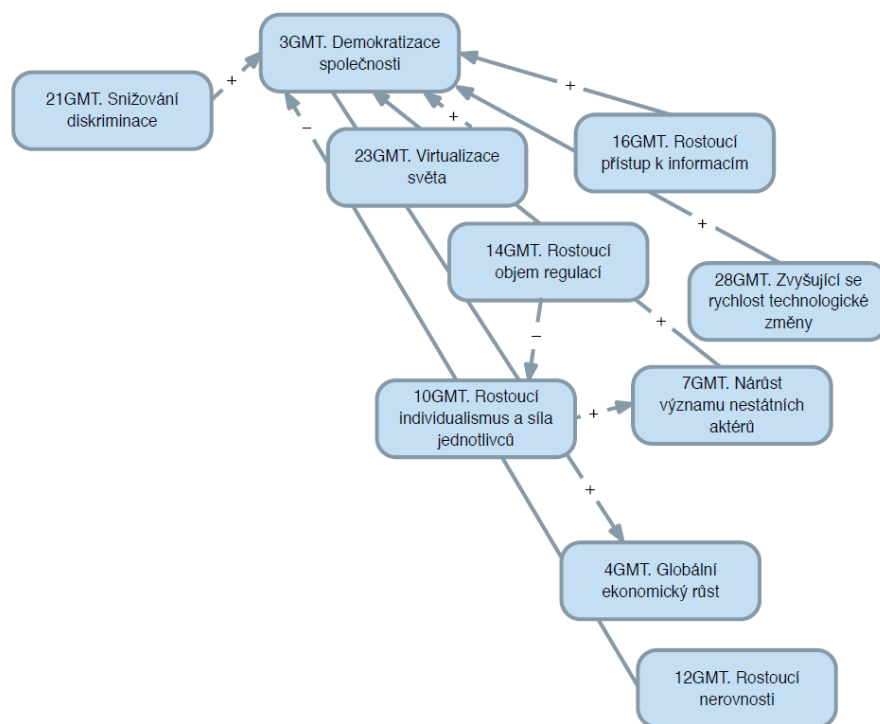 3GMT. Demokratizace
společnosti
+
21GMT. Snižování
diskriminace
+
–
+
16GMT. Rostoucí
přístup k informacím
23GMT. Virtualizace
světa
+
+
14GMT. Rostoucí
objem regulací
28GMT. Zvyšující se
rychlost technologické
změny
+
–
10GMT. Rostoucí
individualismus a síla
jednotlivců
+
7GMT. Nárůst
významu nestátních
aktérů
+
4GMT. Globální
ekonomický růst
12GMT. Rostoucí
nerovnosti